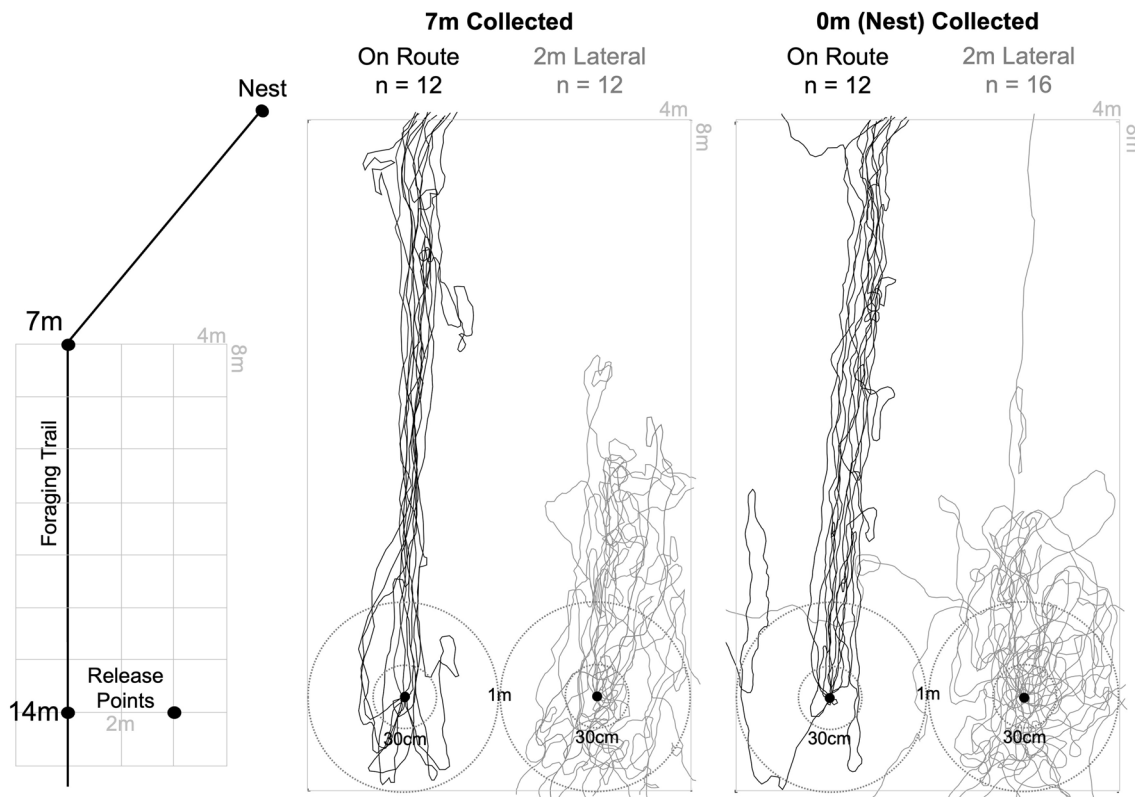 7m Collected
0m (Nest) Collected
On Route
n = 12
2m Lateral
n = 12
On Route
n = 12
2m Lateral
n = 16
Nest
4m
8m
4m
8m
7m
4m
8m
Foraging Trail
Release
Points
14m
2m
1m
30cm
30cm
1m
30cm
30cm